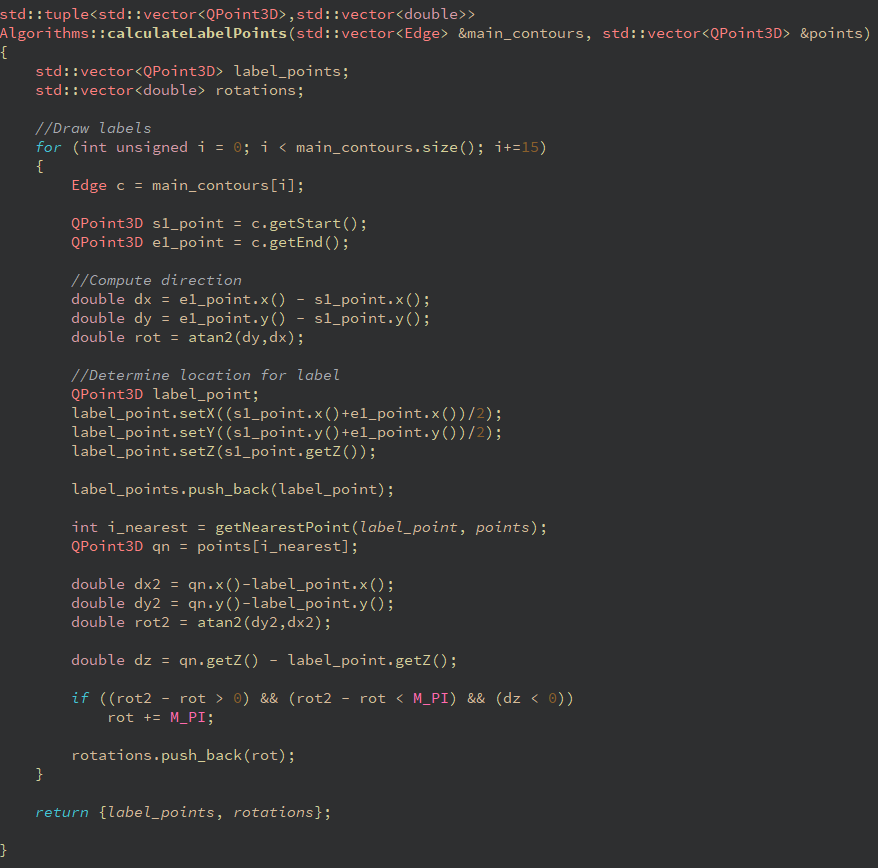 std::tuple<std::vector<QPoint3D>,std::vector<double>>
Algorithms::calculateLabelPoints(std::vector<Edge> &main_contours, std::vector<QPoint3D> &points)
{
    std::vector<QPoint3D> label_points;
    std::vector<double> rotations;

    //Draw labels
    for (int unsigned i = 0; i < main_contours.size(); i+=15)
    {
        Edge c = main_contours[i];

        QPoint3D s1_point = c.getStart();
        QPoint3D e1_point = c.getEnd();

        //Compute direction
        double dx = e1_point.x() - s1_point.x();
        double dy = e1_point.y() - s1_point.y();
        double rot = atan2(dy,dx);

        //Determine location for label
        QPoint3D label_point;
        label_point.setX((s1_point.x()+e1_point.x())/2);
        label_point.setY((s1_point.y()+e1_point.y())/2);
        label_point.setZ(s1_point.getZ());

        label_points.push_back(label_point);

        int i_nearest = getNearestPoint(label_point, points);
        QPoint3D qn = points[i_nearest];

        double dx2 = qn.x()-label_point.x();
        double dy2 = qn.y()-label_point.y();
        double rot2 = atan2(dy2,dx2);

        double dz = qn.getZ() - label_point.getZ();

        if ((rot2 - rot > 0) && (rot2 - rot < M_PI) && (dz < 0))
            rot += M_PI;

        rotations.push_back(rot);
    }

    return {label_points, rotations};

}